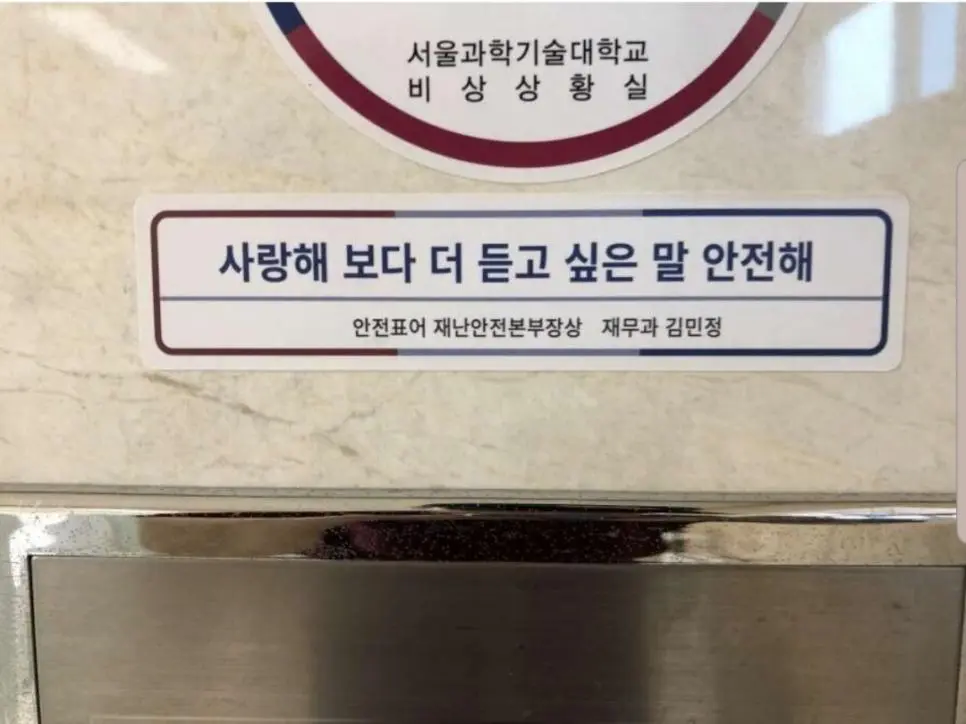 서울과학기술대학교
비 상 상 황 실
사랑해 보다 더 듣고 싶은 말 안전해
안전표어 재난안전본부장상 재무과 김민정